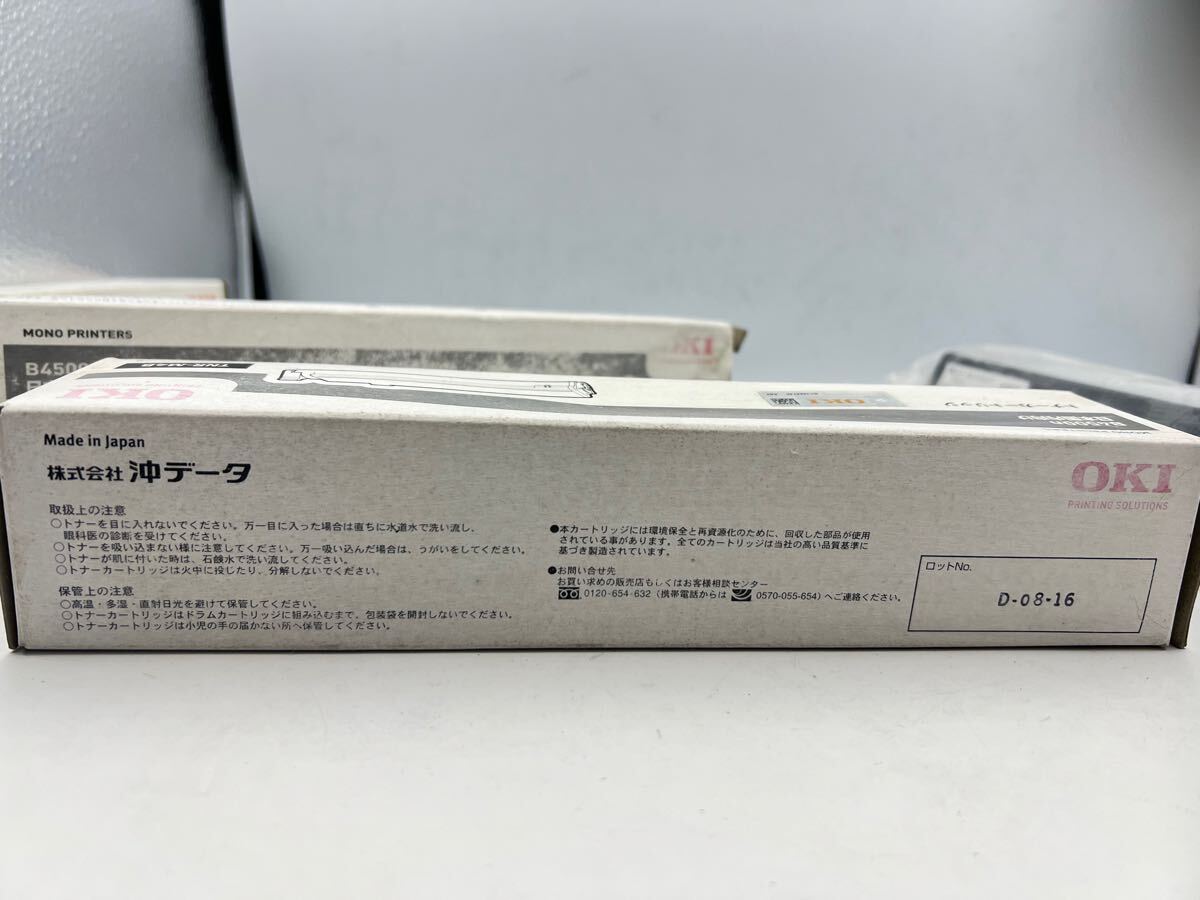 MONO PRINTERS
B4500
OKI
TNR-M4B
OKI
トナーカートリッジ
B4500n
Made in Japan
株式会社 沖データ
OKI
PRINTING SOLUTIONS
取扱上の注意
○トナーを目に入れないでください。万一目に入った場合は直ちに水道水で洗い流し、
眼科医の診断を受けてください。
○トナーを吸い込まない様に注意してください。万一吸い込んだ場合は、うがいをしてください。
○トナーが肌に付いた時は、石鹸水で洗い流してください。
○トナーカートリッジは火中に投じたり、分解しないでください。
保管上の注意
○高温・多湿・直射日光を避けて保管してください。
○トナーカートリッジはドラムカートリッジに組み込むまで、包装袋を開封しないでください。
○トナーカートリッジは小児の手の届かない所へ保管してください。
●本カートリッジには環境保全と再資源化のために、回収した部品が使用
されている事があります。全てのカートリッジは当社の高い品質基準に
基づき製造されています。
●お問い合せ先
お買い求めの販売店もしくはお客様相談センター
0120-654-632（携帯電話からは 0570-055-654）へご連絡ください。
ロットNo.
D-08-16